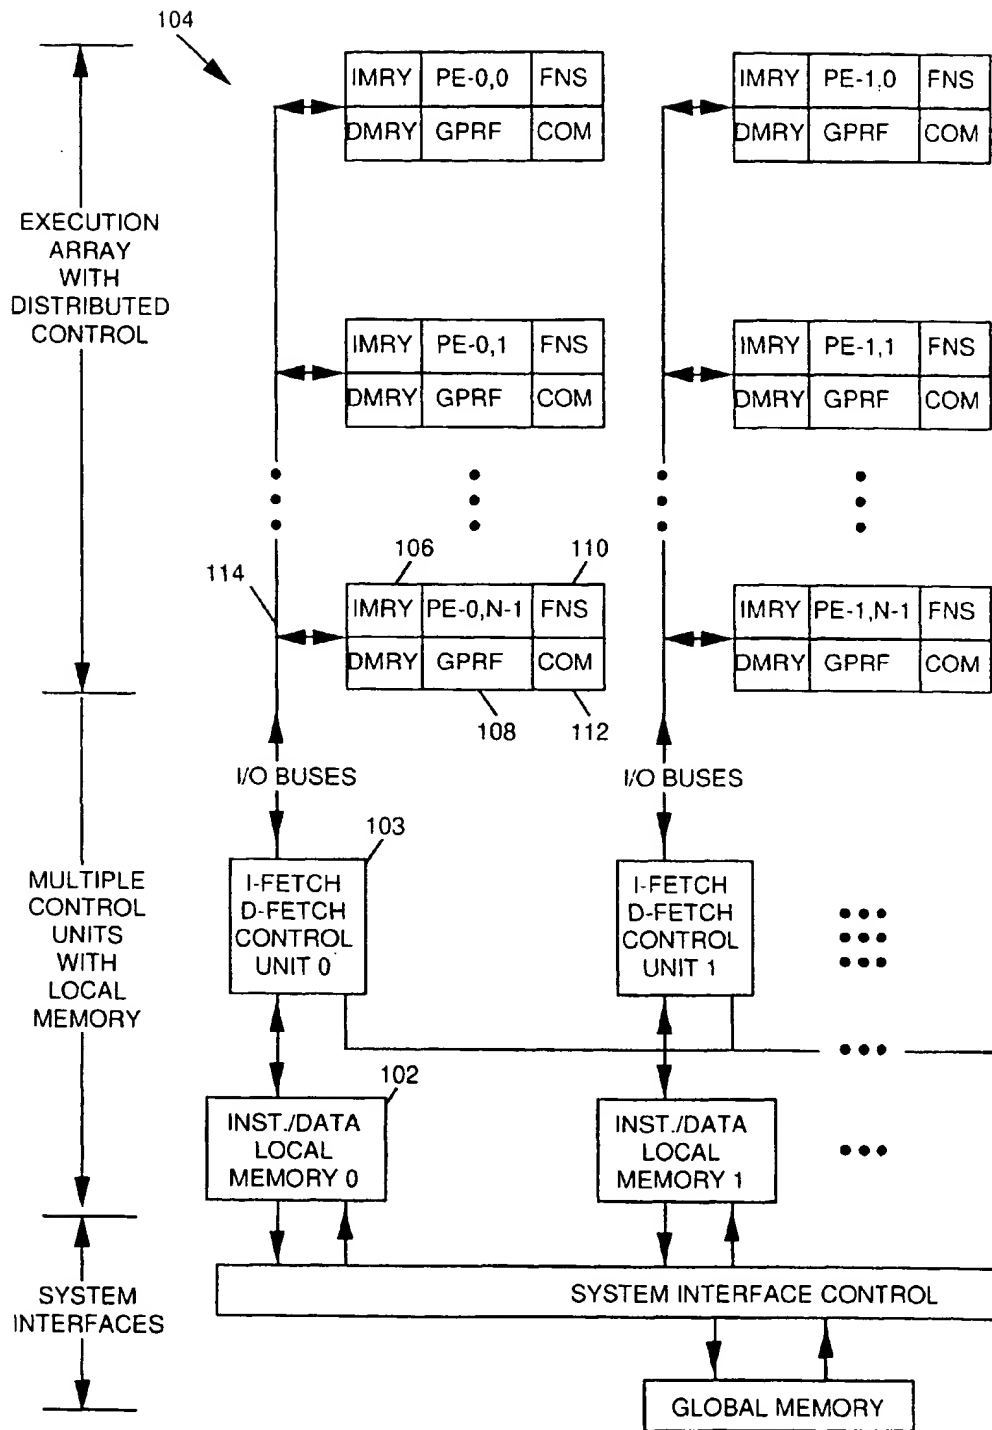 104
IMRY PE-0,0 FNS
DMRY GPRF COM
IMRY PE-1,0 FNS
DMRY GPRF COM
EXECUTION
ARRAY
WITH
DISTRIBUTED
CONTROL
IMRY PE-0,1 FNS
DMRY GPRF COM
IMRY PE-1,1 FNS
DMRY GPRF COM
114
106
110
IMRY PE-0,N-1 FNS
DMRY GPRF COM
108
112
IMRY PE-1,N-1 FNS
DMRY GPRF COM
I/O BUSES
I/O BUSES
MULTIPLE
CONTROL
UNITS
WITH
LOCAL
MEMORY
103
I-FETCH
D-FETCH
CONTROL
UNIT 0
I-FETCH
D-FETCH
CONTROL
UNIT 1
102
INST./DATA
LOCAL
MEMORY 0
INST./DATA
LOCAL
MEMORY 1
SYSTEM
INTERFACES
SYSTEM INTERFACE CONTROL
GLOBAL MEMORY